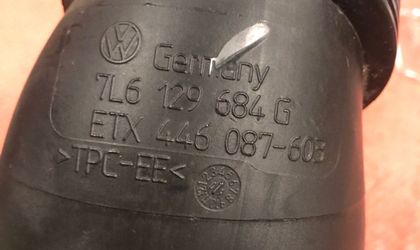 Germany
7L6 129 684 G
ETX 446 087-603
>TPC-EE<